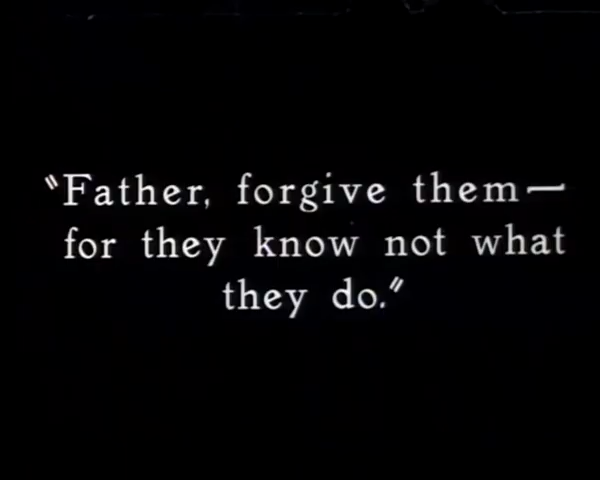 "Father, forgive them—
for they know not what
they do."